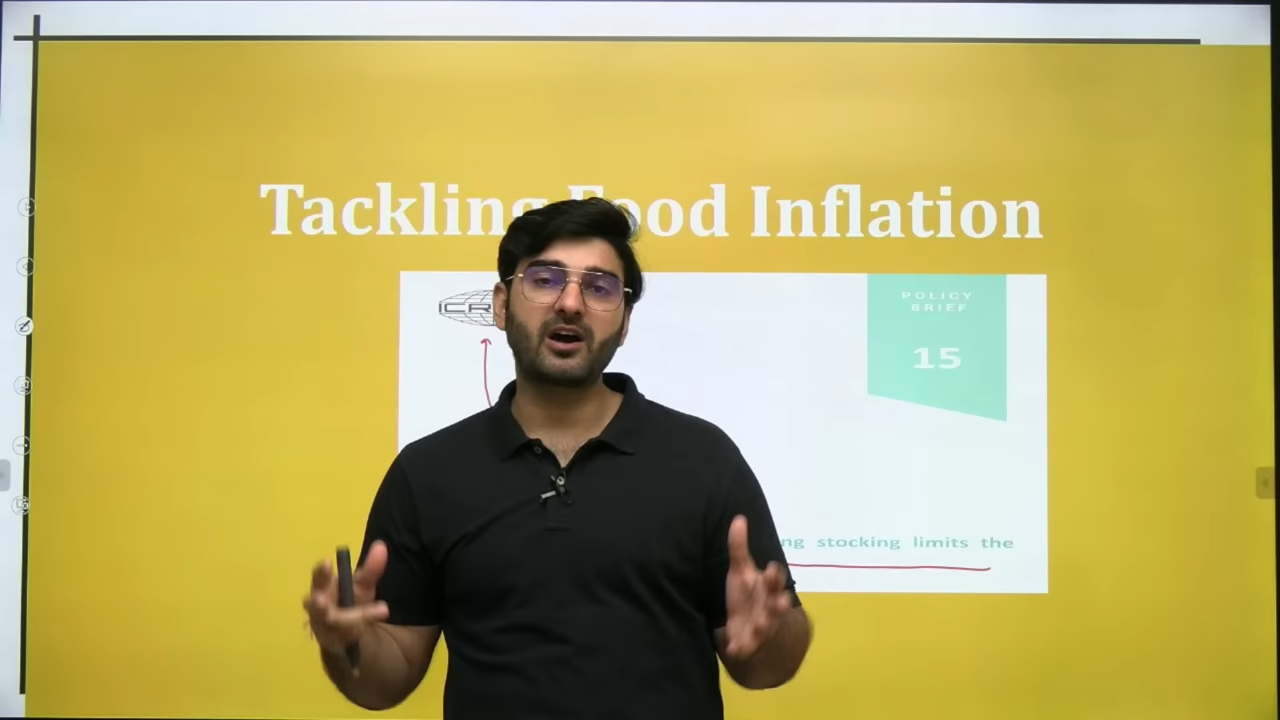 Tackling Food Inflation
POLICY
BRIEF
15
stocking limits the